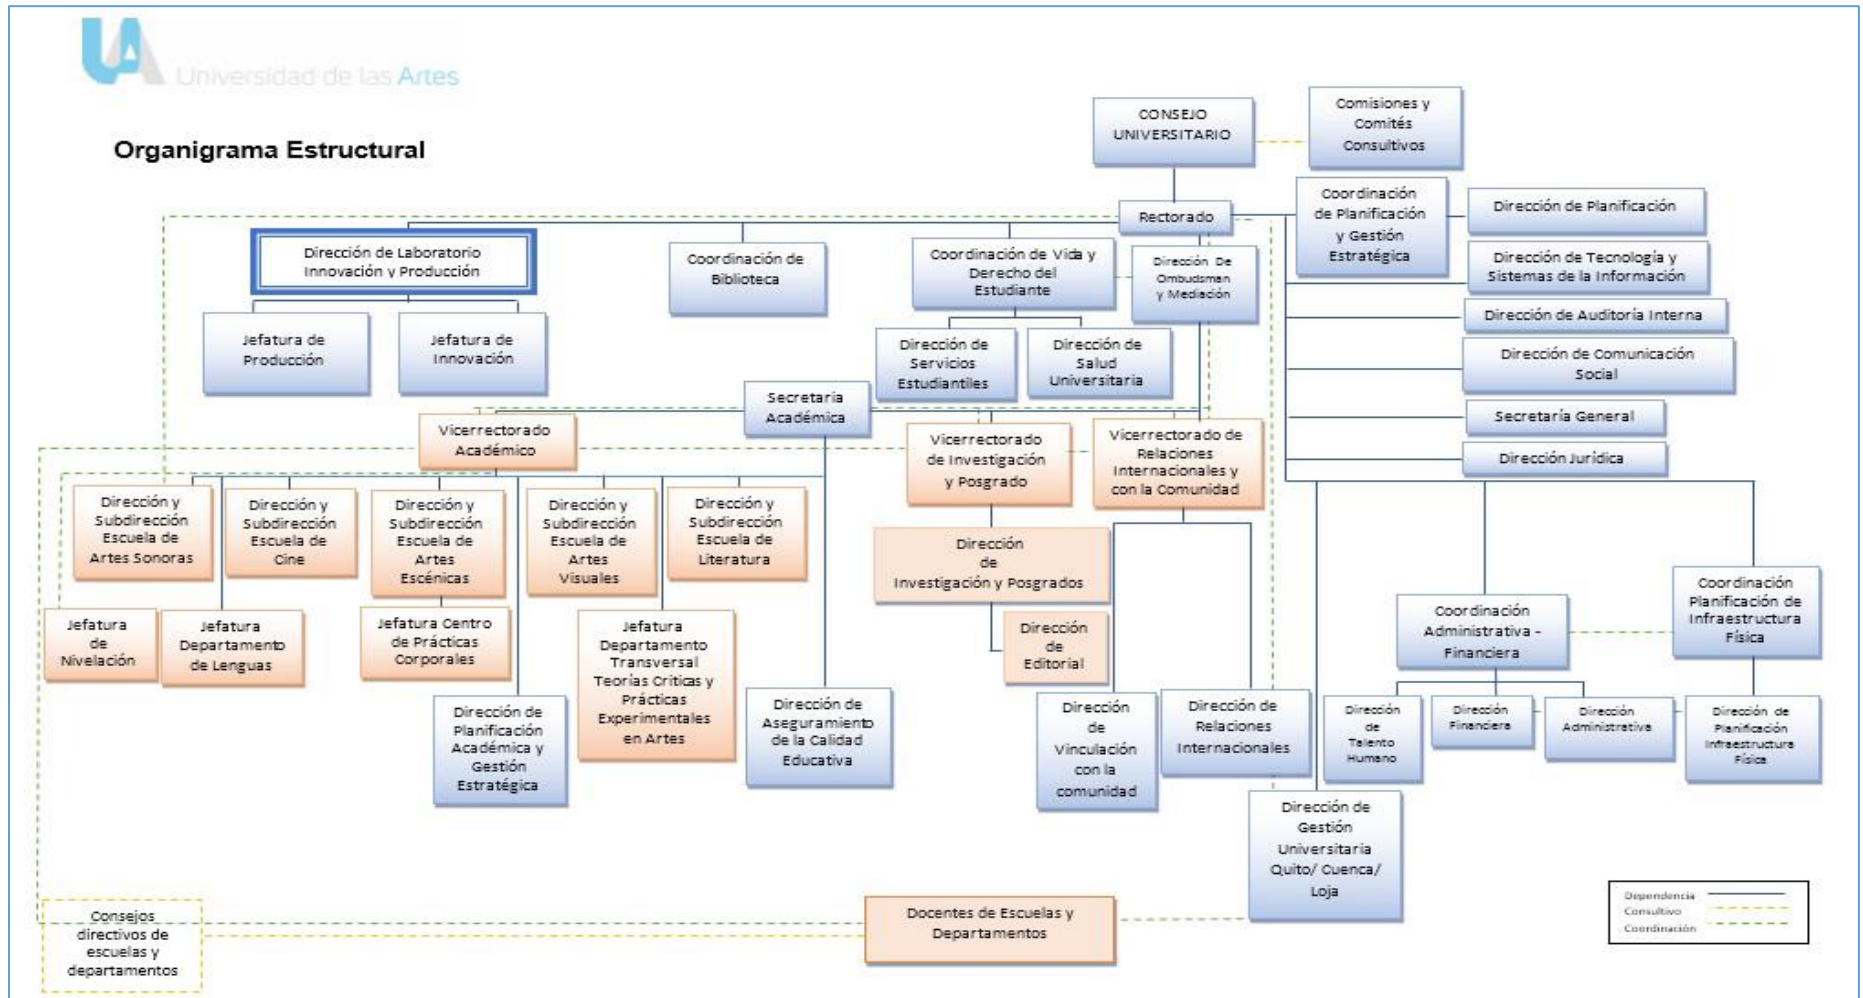 UA Universidad de las Artes
Organigrama Estructural
CONSEJO
UNIVERSITARIO
Comisiones y
Comités
Consultivos
Rectorado
Coordinación
de Planificación
y Gestión
Estratégica
Dirección de Planificación
Dirección de Tecnología y
Sistemas de la Información
Dirección de Auditoría Interna
Dirección de Comunicación
Social
Secretaría General
Dirección Jurídica
Dirección de Laboratorio
Innovación y Producción
Coordinación de
Biblioteca
Coordinación de Vida y
Derecho del
Estudiante
Dirección De
Ombudsman
y Mediación
Jefatura de
Producción
Jefatura de
Innovación
Dirección de
Servicios
Estudiantiles
Dirección de
Salud
Universitaria
Secretaría
Académica
Vicerrectorado
Académico
Vicerrectorado
de Investigación
y Posgrado
Vicerrectorado de
Relaciones
Internacionales y
con la Comunidad
Dirección y
Subdirección
Escuela de
Artes Sonoras
Dirección y
Subdirección
Escuela de
Cine
Dirección y
Subdirección
Escuela de
Artes
Escénicas
Dirección y
Subdirección
Escuela de
Artes
Visuales
Dirección y
Subdirección
Escuela de
Literatura
Dirección
de
Investigación y Posgrados
Jefatura
de
Nivelación
Jefatura
Departamento
de Lenguas
Jefatura Centro
de Prácticas
Corporales
Jefatura
Departamento
Transversal
Teorías Criticas y
Prácticas
Experimentales
en Artes
Dirección
de
Editorial
Coordinación
Administrativa -
Financiera
Coordinación
Planificación de
Infraestructura
Física
Dirección de
Planificación
Académica y
Gestión
Estratégica
Dirección de
Aseguramiento
de la Calidad
Educativa
Dirección
de
Vinculación
con la
comunidad
Dirección de
Relaciones
Internacionales
Dirección
de
Talento
Humano
Dirección
Financiera
Dirección
Administrativa
Dirección de
Planificación
Infraestructura
Física
Dirección de
Gestión
Universitaria
Quito/ Cuenca/
Loja
Consejos
directivos de
escuelas y
departamentos
Docentes de Escuelas y
Departamentos
Dependencia
Consultivo
Coordinación